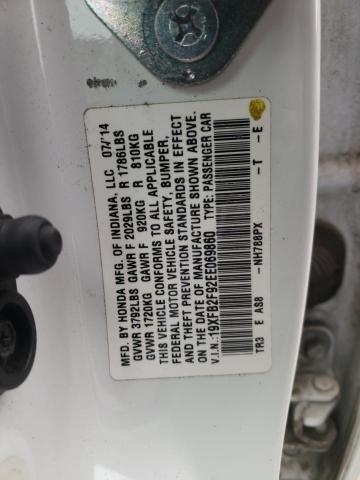 MFD. BY HONDA MFG. OF INDIANA, LLC 07/'14
GVWR 3792LBS GAWR F 2029LBS R 1786LBS
GVWR 1720KG GAWR F 920KG R 810KG
THIS VEHICLE CONFORMS TO ALL APPLICABLE
FEDERAL MOTOR VEHICLE SAFETY, BUMPER,
AND THEFT PREVENTION STANDARDS IN EFFECT
ON THE DATE OF MANUFACTURE SHOWN ABOVE.
V.I.N.:19XFB2F92EE069860 TYPE: PASSENGER CAR
TR3 E AS8 - NH788PX - T - E